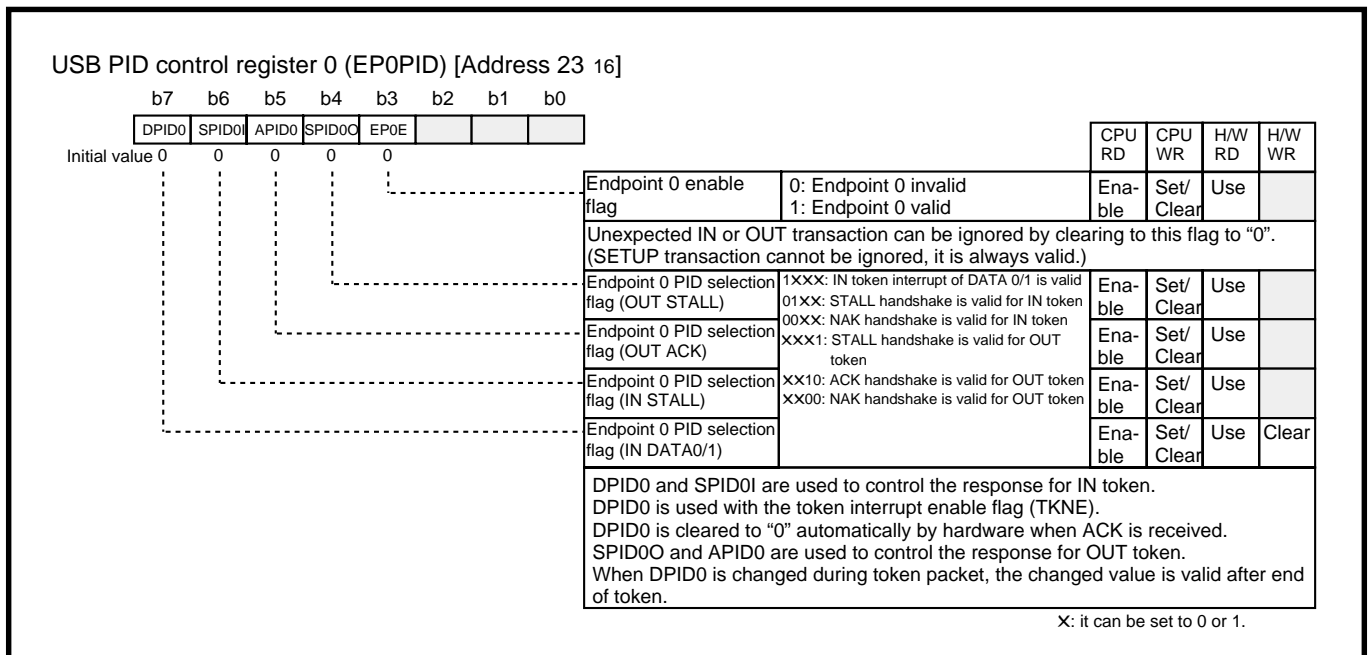 USB PID control register 0 (EP0PID) [Address 23 16]
b7 b6 b5 b4 b3 b2 b1 b0
DPID0 SPID0I APID0 SPID0O EP0E
Initial value 0 0 0 0 0
CPU RD
CPU WR
H/W RD
H/W WR
Endpoint 0 enable
flag
0: Endpoint 0 invalid
1: Endpoint 0 valid
Ena-
ble
Set/
Clear
Use
Unexpected IN or OUT transaction can be ignored by clearing to this flag to “0”.
(SETUP transaction cannot be ignored, it is always valid.)
Endpoint 0 PID selection
flag (OUT STALL)
1XXX: IN token interrupt of DATA 0/1 is valid
01XX: STALL handshake is valid for IN token
00XX: NAK handshake is valid for IN token
XXX1: STALL handshake is valid for OUT
token
XX10: ACK handshake is valid for OUT token
XX00: NAK handshake is valid for OUT token
Ena-
ble
Set/
Clear
Use
Endpoint 0 PID selection
flag (OUT ACK)
Ena-
ble
Set/
Clear
Use
Endpoint 0 PID selection
flag (IN STALL)
Ena-
ble
Set/
Clear
Use
Endpoint 0 PID selection
flag (IN DATA0/1)
Ena-
ble
Set/
Clear
Use
Clear
DPID0 and SPID0I are used to control the response for IN token.
DPID0 is used with the token interrupt enable flag (TKNE).
DPID0 is cleared to “0” automatically by hardware when ACK is received.
SPID0O and APID0 are used to control the response for OUT token.
When DPID0 is changed during token packet, the changed value is valid after end
of token.
X: it can be set to 0 or 1.